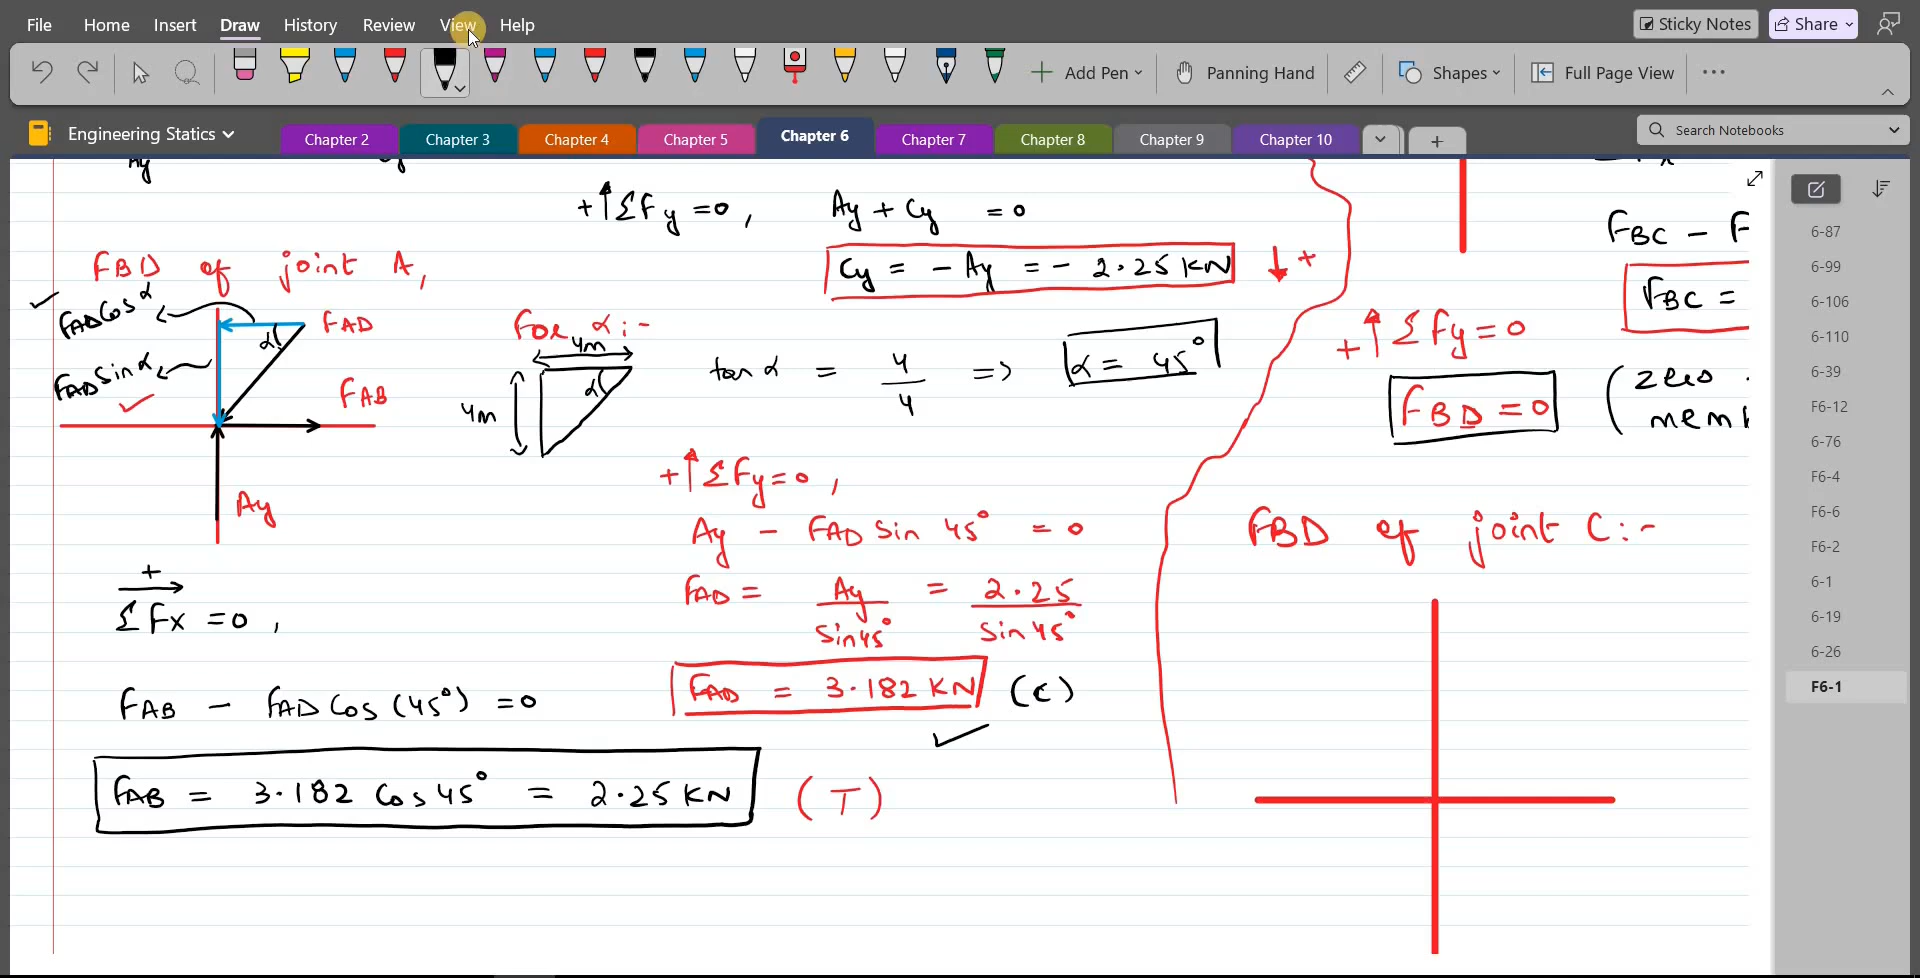 File Home Insert Draw History Review View Help
Sticky Notes Share
Add Pen Panning Hand Shapes Full Page View
Engineering Statics Chapter 2 Chapter 3 Chapter 4 Chapter 5 Chapter 6 Chapter 7 Chapter 8 Chapter 9 Chapter 10 + Search Notebooks
Ay
+↑ΣFy = 0, Ay + Cy = 0
Cy = - Ay = - 2.25 KN ↓+
FBD of joint A,
FAD cos α
FAD sin α
α
FAD
FAB
Ay
For α :-
4m
4m
α
tan α = 4/4 => α = 45°
+↑ΣFy = 0,
Ay - FAD sin 45° = 0
FAD = Ay/sin 45° = 2.25/sin 45°
FAD = 3.182 KN (C)
+→
ΣFx = 0,
FAB - FAD Cos (45°) = 0
FAB = 3.182 Cos 45° = 2.25 KN (T)
FBC - F
FBC =
+↑ΣFy = 0
FBD = 0 (zero
mem
FBD of joint C :-
6-87
6-99
6-106
6-110
6-39
F6-12
6-76
F6-4
F6-6
F6-2
6-1
6-19
6-26
F6-1